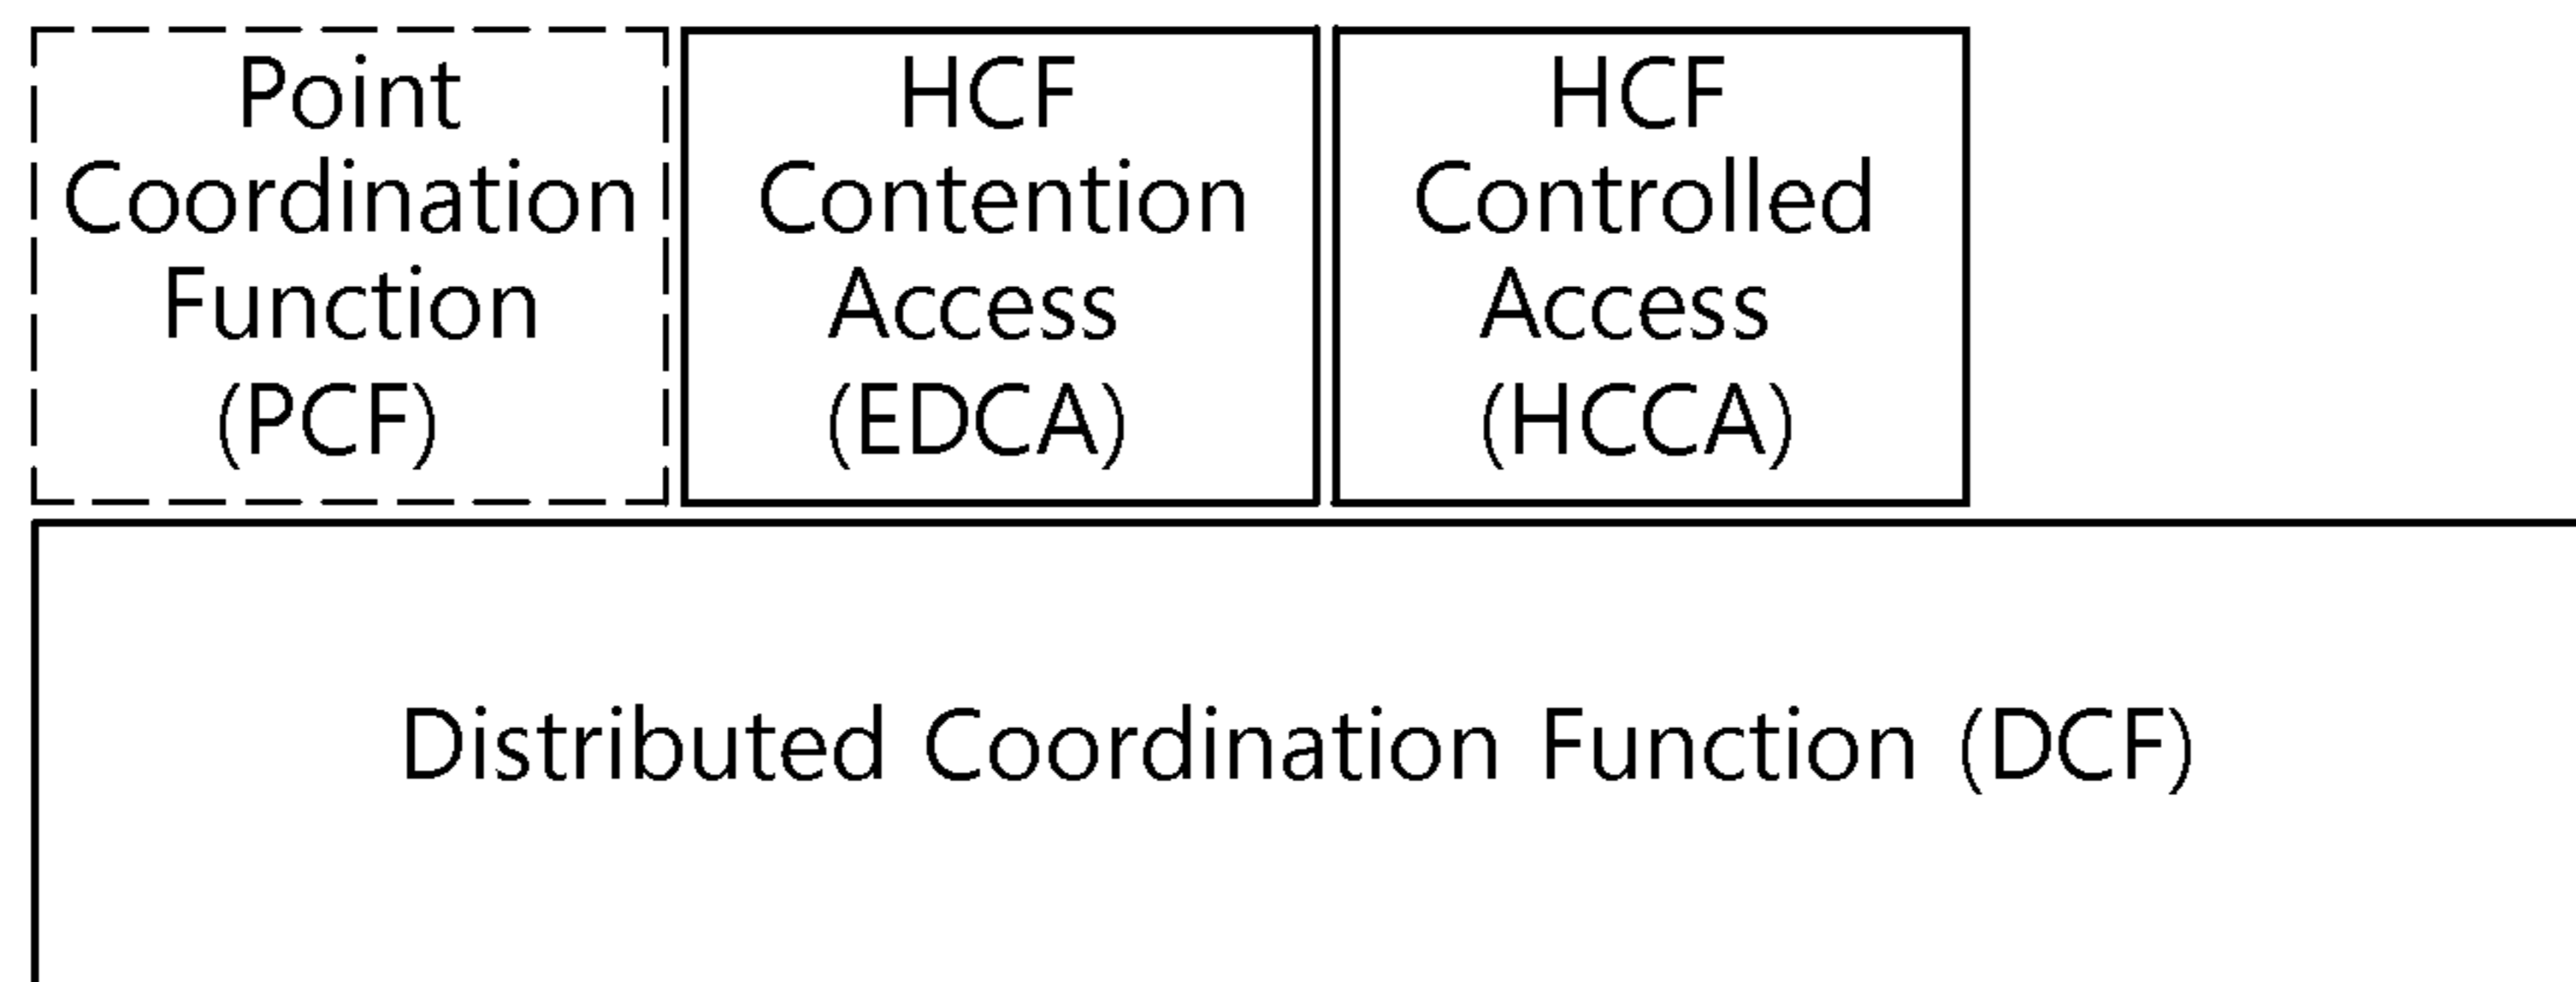 Point
Coordination
Function
(PCF)
HCF
Contention
Access
(EDCA)
HCF
Controlled
Access
(HCCA)
Distributed Coordination Function (DCF)